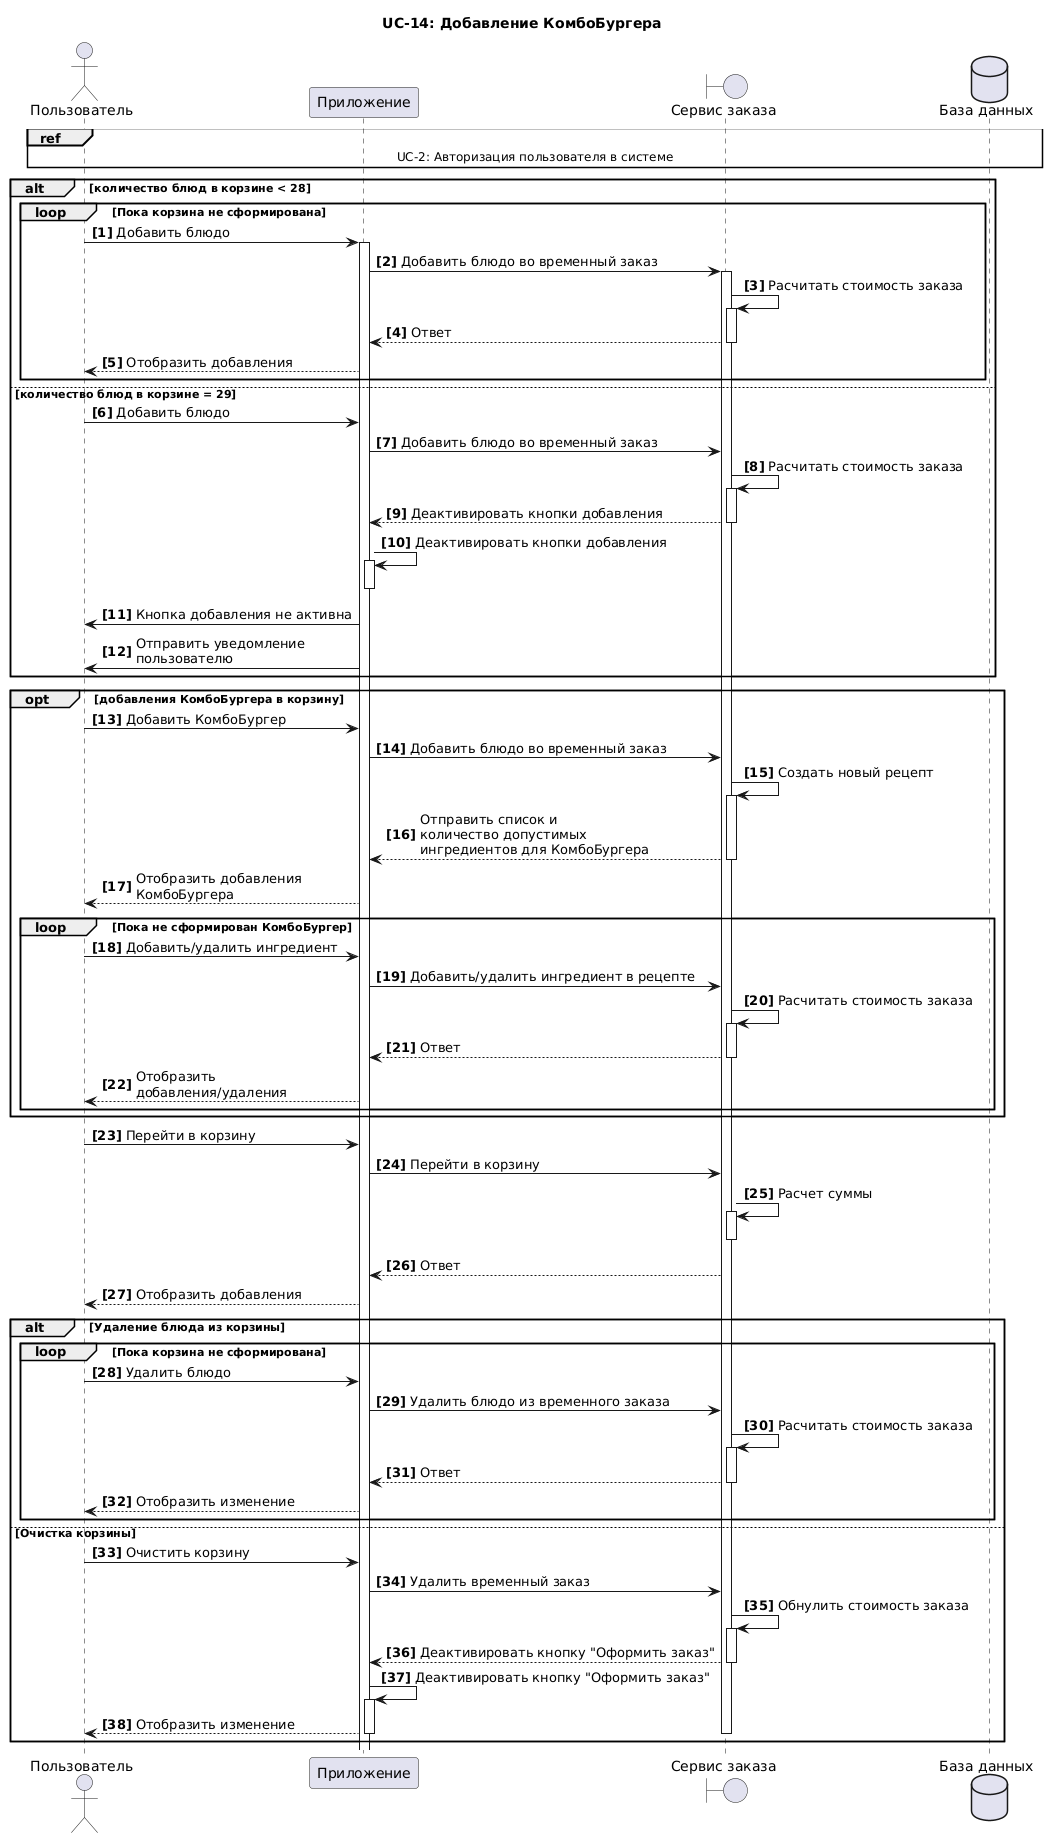 UC-14: Добавление КомбоБургера
Пользователь
Приложение
Сервис заказа
База данных
ref
UC-2: Авторизация пользователя в системе
alt [количество блюд в корзине < 28]
loop [Пока корзина не сформирована]
[1] Добавить блюдо
[2] Добавить блюдо во временный заказ
[3] Расчитать стоимость заказа
[4] Ответ
[5] Отобразить добавления
[количество блюд в корзине = 29]
[6] Добавить блюдо
[7] Добавить блюдо во временный заказ
[8] Расчитать стоимость заказа
[9] Деактивировать кнопки добавления
[10] Деактивировать кнопки добавления
[11] Кнопка добавления не активна
[12] Отправить уведомление
пользователю
opt [добавления КомбоБургера в корзину]
[13] Добавить КомбоБургер
[14] Добавить блюдо во временный заказ
[15] Создать новый рецепт
Отправить список и
[16] количество допустимых
ингредиентов для КомбоБургера
[17] Отобразить добавления
КомбоБургера
loop [Пока не сформирован КомбоБургер]
[18] Добавить/удалить ингредиент
[19] Добавить/удалить ингредиент в рецепте
[20] Расчитать стоимость заказа
[21] Ответ
[22] Отобразить
добавления/удаления
[23] Перейти в корзину
[24] Перейти в корзину
[25] Расчет суммы
[26] Ответ
[27] Отобразить добавления
alt [Удаление блюда из корзины]
loop [Пока корзина не сформирована]
[28] Удалить блюдо
[29] Удалить блюдо из временного заказа
[30] Расчитать стоимость заказа
[31] Ответ
[32] Отобразить изменение
[Очистка корзины]
[33] Очистить корзину
[34] Удалить временный заказ
[35] Обнулить стоимость заказа
[36] Деактивировать кнопку "Оформить заказ"
[37] Деактивировать кнопку "Оформить заказ"
[38] Отобразить изменение
Пользователь
Приложение
Сервис заказа
База данных